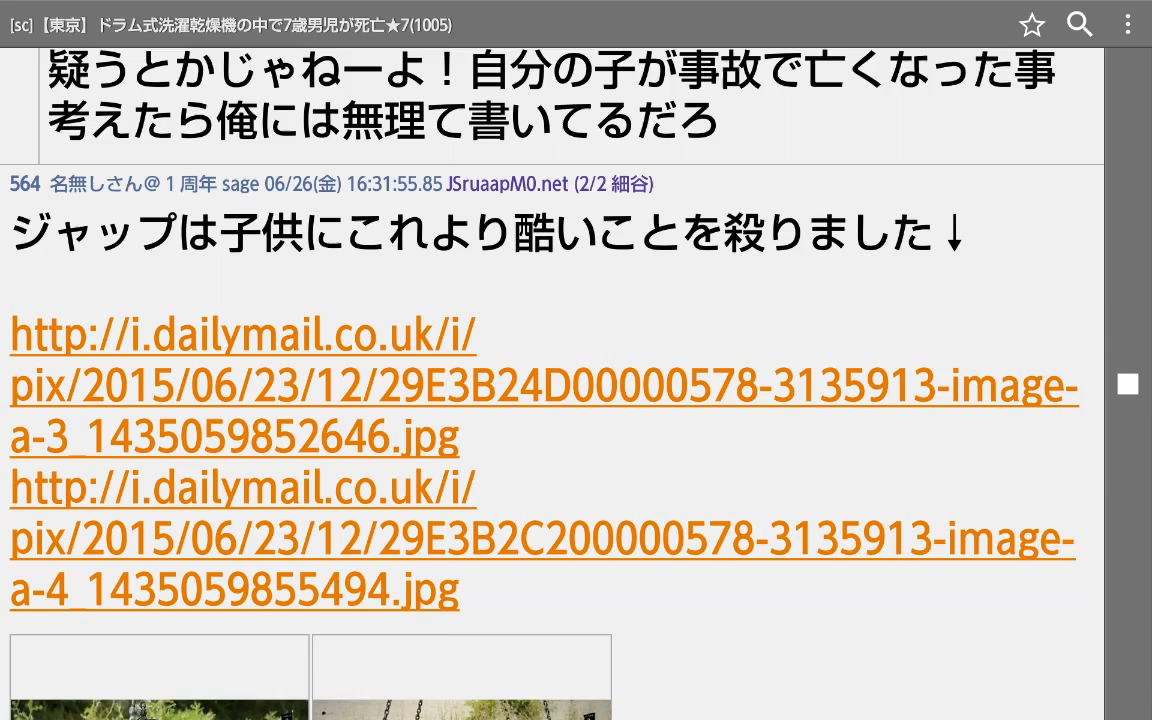 [sc]【東京】ドラム式洗濯乾燥機の中で7歳男児が死亡★7(1005)
疑うとかじゃねーよ！自分の子が事故で亡くなった事
考えたら俺には無理て書いてるだろ
564 名無しさん＠１周年 sage 06/26(金) 16:31:55.85 JSruaapM0.net (2/2 細谷)
ジャップは子供にこれより酷いことを殺りました↓
http://i.dailymail.co.uk/i/
pix/2015/06/23/12/29E3B24D00000578-3135913-image-
a-3_1435059852646.jpg
http://i.dailymail.co.uk/i/
pix/2015/06/23/12/29E3B2C200000578-3135913-image-
a-4_1435059855494.jpg